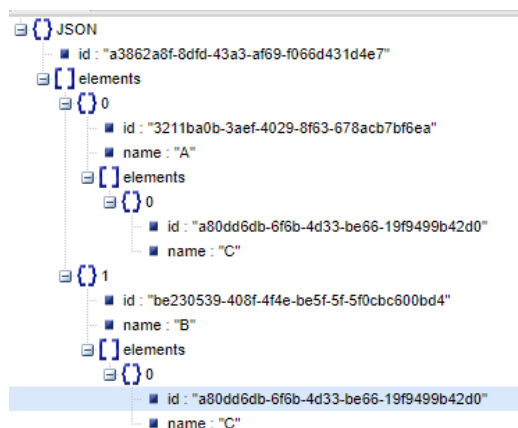 {} JSON
id : "a3862a8f-8dfd-43a3-af69-f066d431d4e7"
[] elements
{} 0
id : "3211ba0b-3aef-4029-8f63-678acb7bf6ea"
name : "A"
[] elements
{} 0
id : "a80dd6db-6f6b-4d33-be66-19f9499b42d0"
name : "C"
{} 1
id : "be230539-408f-4f4e-be5f-5f-5f0cbc600bd4"
name : "B"
[] elements
{} 0
id : "a80dd6db-6f6b-4d33-be66-19f9499b42d0"
name : "C"